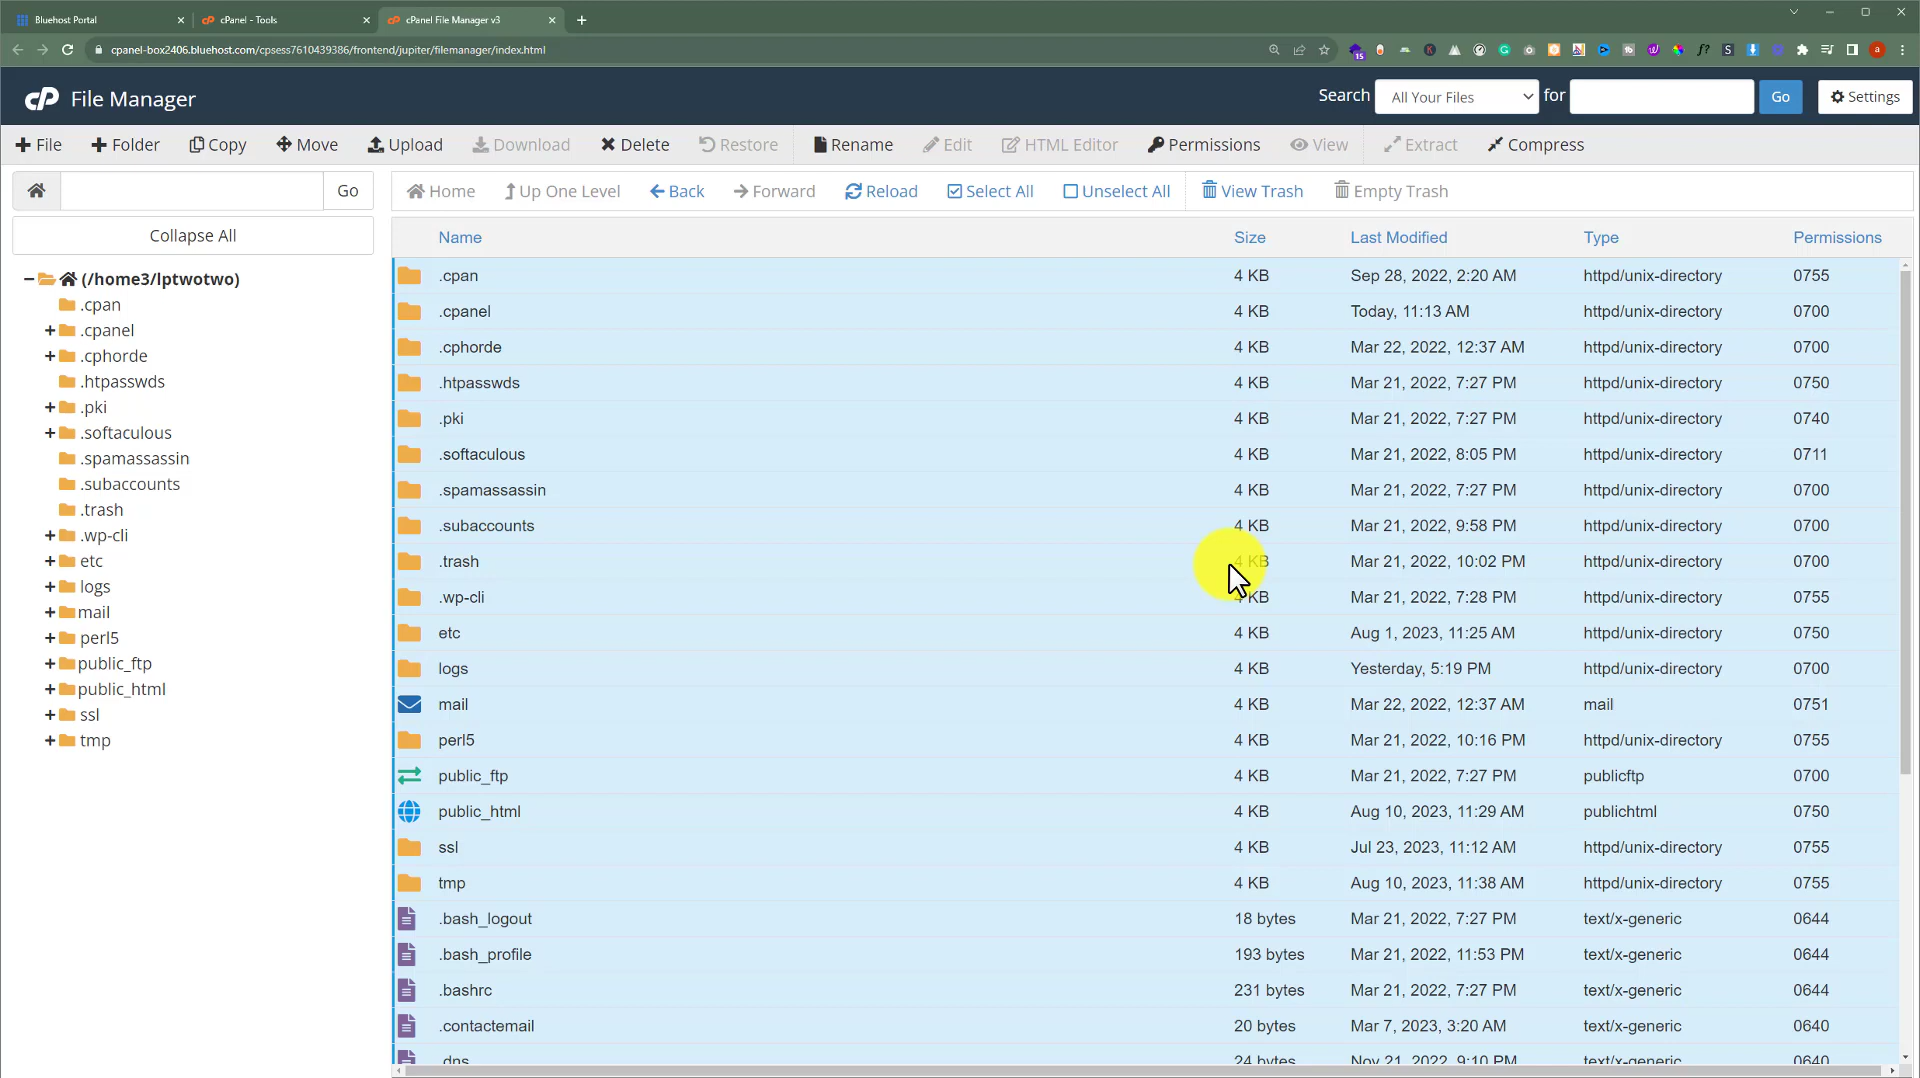 Bluehost Portal
cPanel - Tools
cPanel File Manager v3
cpanel-box2406.bluehost.com/cpsess7610439386/frontend/jupiter/filemanager/index.html
15
cP File Manager
Search All Your Files for Go Settings
File Folder Copy Move Upload Download Delete Restore Rename Edit HTML Editor Permissions View Extract Compress
Go Home Up One Level Back Forward Reload Select All Unselect All View Trash Empty Trash
Collapse All
(/home3/lptwotwo)
.cpan
.cpanel
.cphorde
.htpasswds
.pki
.softaculous
.spamassassin
.subaccounts
.trash
.wp-cli
etc
logs
mail
perl5
public_ftp
public_html
ssl
tmp
Name Size Last Modified Type Permissions
.cpan 4 KB Sep 28, 2022, 2:20 AM httpd/unix-directory 0755
.cpanel 4 KB Today, 11:13 AM httpd/unix-directory 0700
.cphorde 4 KB Mar 22, 2022, 12:37 AM httpd/unix-directory 0700
.htpasswds 4 KB Mar 21, 2022, 7:27 PM httpd/unix-directory 0750
.pki 4 KB Mar 21, 2022, 7:27 PM httpd/unix-directory 0740
.softaculous 4 KB Mar 21, 2022, 8:05 PM httpd/unix-directory 0711
.spamassassin 4 KB Mar 21, 2022, 7:27 PM httpd/unix-directory 0700
.subaccounts 4 KB Mar 21, 2022, 9:58 PM httpd/unix-directory 0700
.trash 4 KB Mar 21, 2022, 10:02 PM httpd/unix-directory 0700
.wp-cli 4 KB Mar 21, 2022, 7:28 PM httpd/unix-directory 0755
etc 4 KB Aug 1, 2023, 11:25 AM httpd/unix-directory 0750
logs 4 KB Yesterday, 5:19 PM httpd/unix-directory 0700
mail 4 KB Mar 22, 2022, 12:37 AM mail 0751
perl5 4 KB Mar 21, 2022, 10:16 PM httpd/unix-directory 0755
public_ftp 4 KB Mar 21, 2022, 7:27 PM publicftp 0700
public_html 4 KB Aug 10, 2023, 11:29 AM publichtml 0750
ssl 4 KB Jul 23, 2023, 11:12 AM httpd/unix-directory 0755
tmp 4 KB Aug 10, 2023, 11:38 AM httpd/unix-directory 0755
.bash_logout 18 bytes Mar 21, 2022, 7:27 PM text/x-generic 0644
.bash_profile 193 bytes Mar 21, 2022, 11:53 PM text/x-generic 0644
.bashrc 231 bytes Mar 21, 2022, 7:27 PM text/x-generic 0644
.contactemail 20 bytes Mar 7, 2023, 3:20 AM text/x-generic 0640
.dns 24 bytes Nov 21, 2022, 9:10 PM text/x-generic 0640